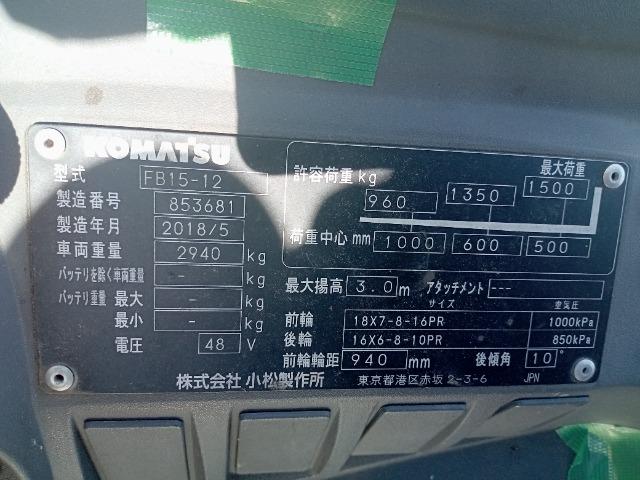 KOMATSU
型式 FB15-12
製造番号 853681
製造年月 2018/5
車両重量 2940 kg
バッテリを除く車両重量 - kg
バッテリ重量 最大 - kg
最小 - kg
電圧 48 V
許容荷重 kg 最大荷重
960 1350 1500
荷重中心 mm 1000 600 500
最大揚高 3.0 m アタッチメント ---
サイズ 空気圧
前輪 18X7-8-16PR 1000kPa
後輪 16X6-8-10PR 850kPa
前輪輪距 940 mm 後傾角 10°
株式会社 小松製作所 東京都港区赤坂 2-3-6 JPN